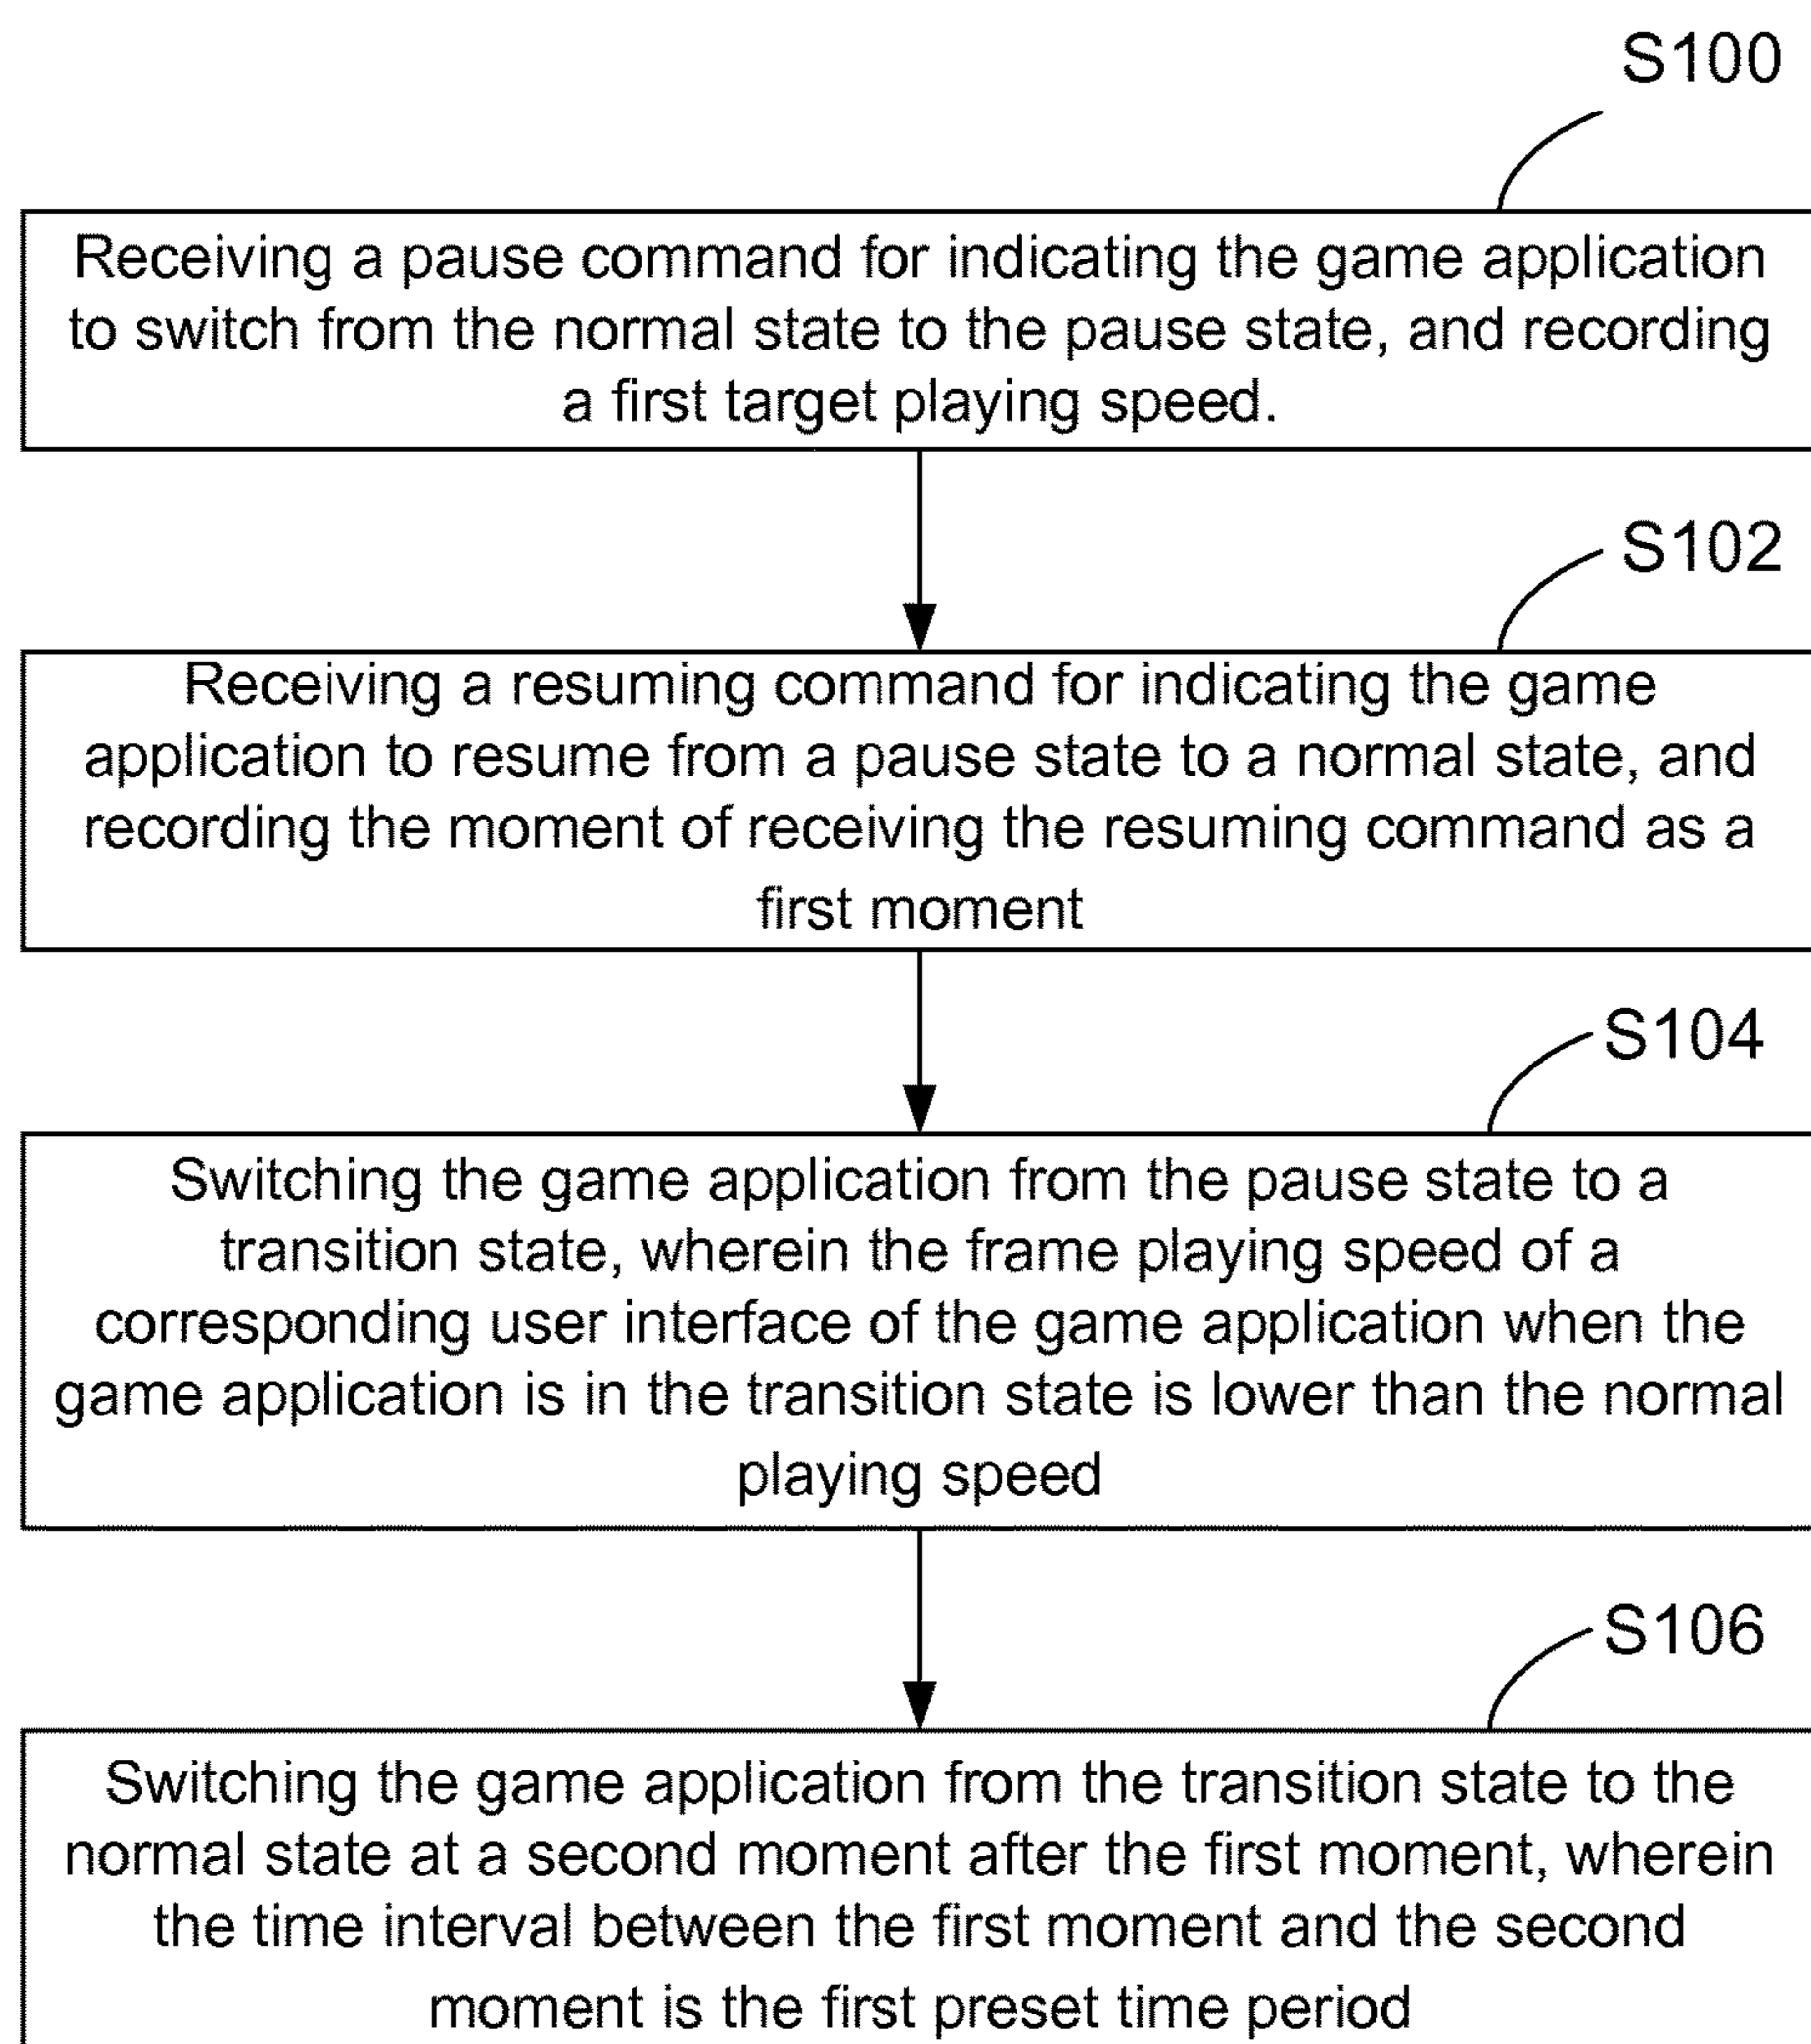 S100
Receiving a pause command for indicating the game application
to switch from the normal state to the pause state, and recording
a first target playing speed.
S102
Receiving a resuming command for indicating the game
application to resume from a pause state to a normal state, and
recording the moment of receiving the resuming command as a
first moment
S104
Switching the game application from the pause state to a
transition state, wherein the frame playing speed of a
corresponding user interface of the game application when the
game application is in the transition state is lower than the normal
playing speed
S106
Switching the game application from the transition state to the
normal state at a second moment after the first moment, wherein
the time interval between the first moment and the second
moment is the first preset time period